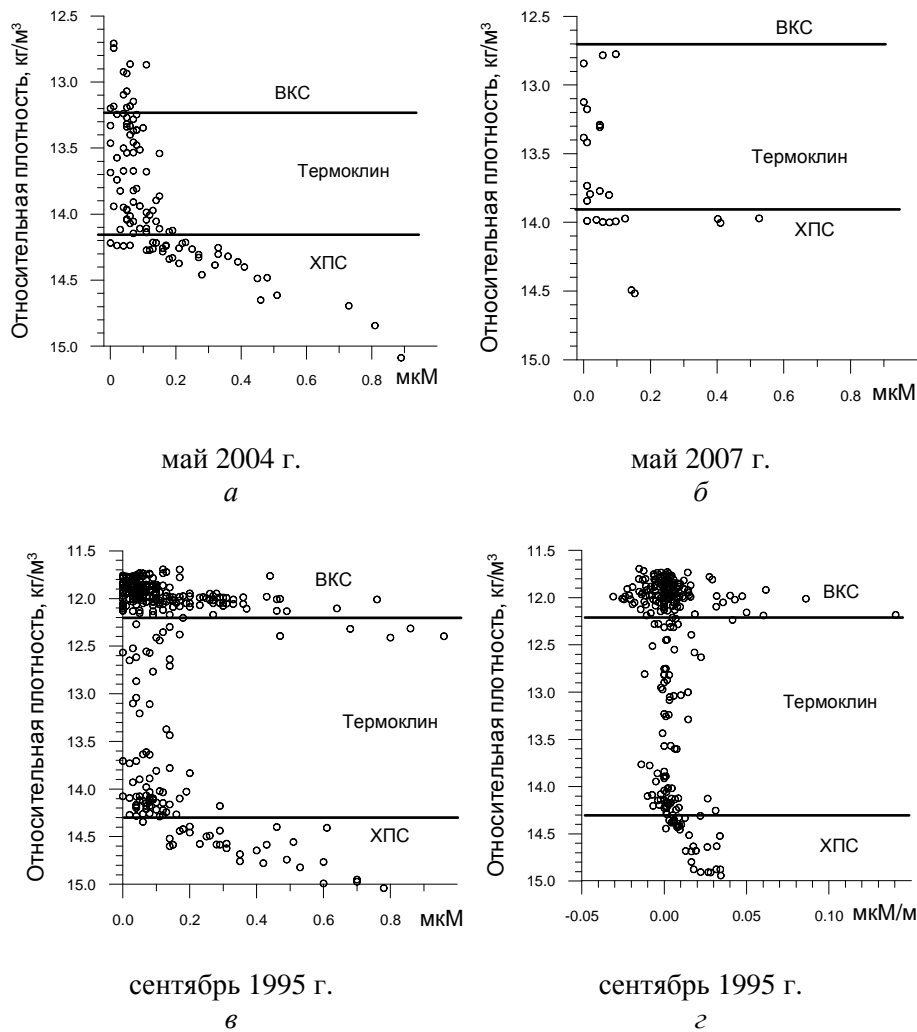 Относительная плотность, кг/м³
12.5
13.0
13.5
14.0
14.5
15.0
ВКС
Термоклин
ХПС
0 0.2 0.4 0.6 0.8 мкМ
май 2004 г.
а
Относительная плотность, кг/м³
12.5
13.0
13.5
14.0
14.5
15.0
ВКС
Термоклин
ХПС
0.0 0.2 0.4 0.6 0.8 мкМ
май 2007 г.
б
Относительная плотность, кг/м³
11.5
12.0
12.5
13.0
13.5
14.0
14.5
15.0
ВКС
Термоклин
ХПС
0.0 0.2 0.4 0.6 0.8 мкМ
сентябрь 1995 г.
в
Относительная плотность, кг/м³
11.5
12.0
12.5
13.0
13.5
14.0
14.5
15.0
ВКС
Термоклин
ХПС
-0.05 0.00 0.05 0.10 мкМ/м
сентябрь 1995 г.
г